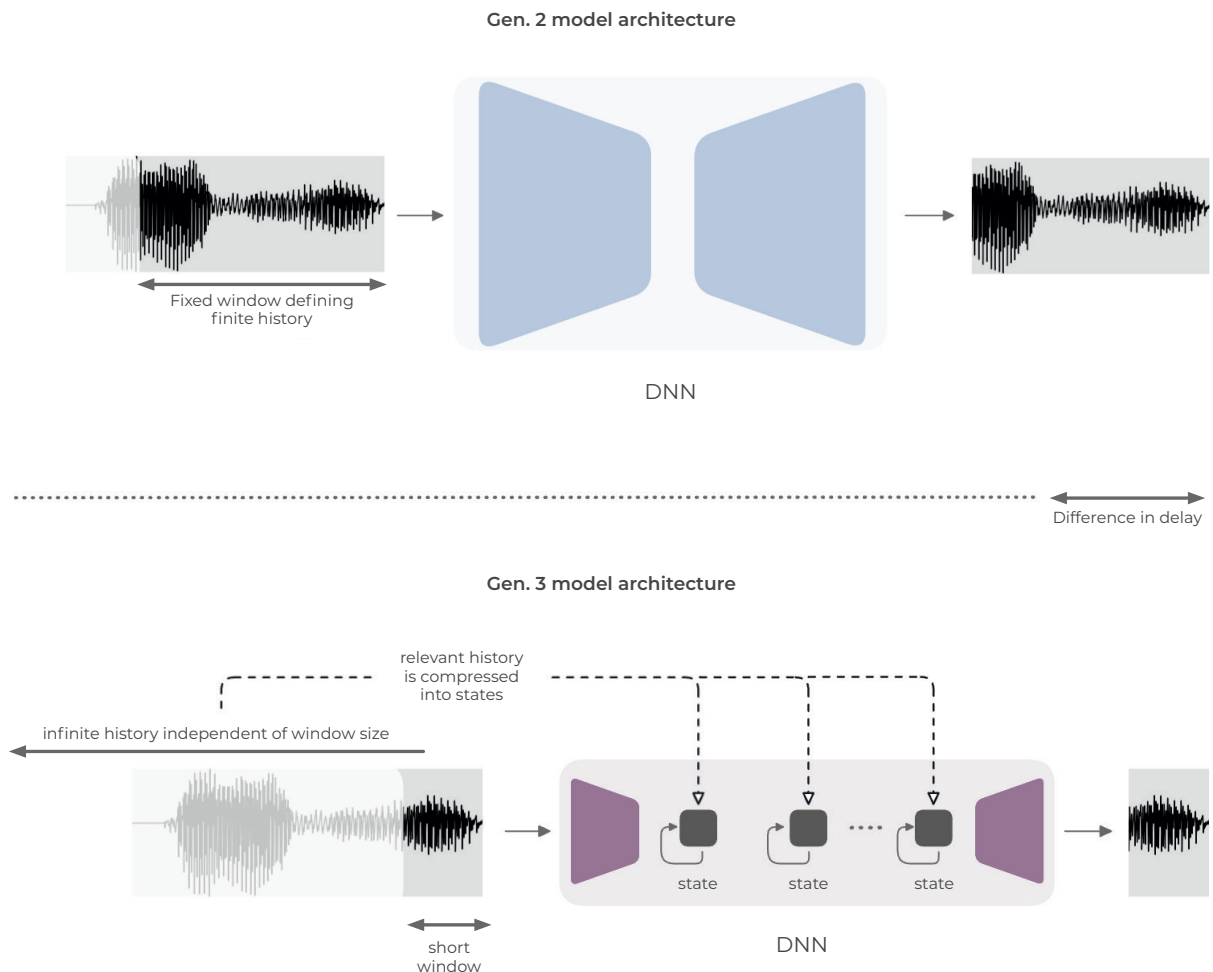 Gen. 2 model architecture
Fixed window defining
finite history
DNN
Difference in delay
Gen. 3 model architecture
relevant history
is compressed
into states
infinite history independent of window size
state
state
state
short
window
DNN